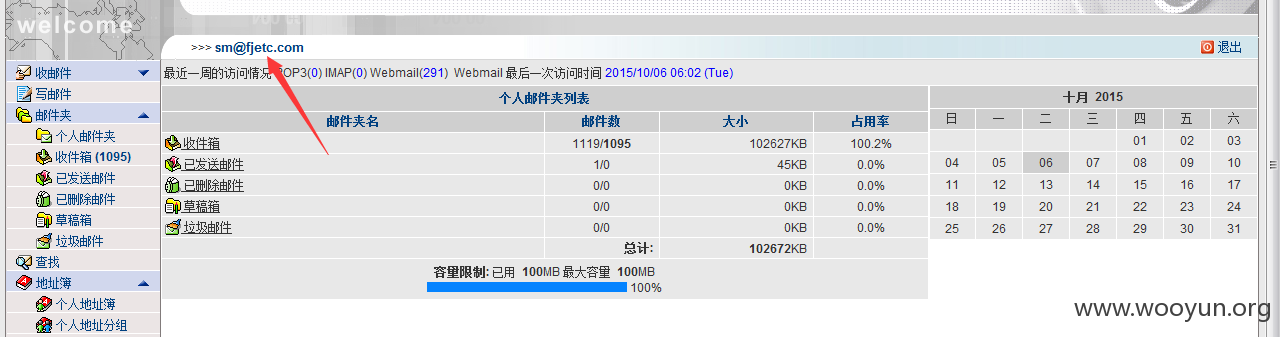 welcome
>>> sm@fjetc.com
退出
收邮件
写邮件
邮件夹
个人邮件夹
收件箱 (1095)
已发送邮件
已删除邮件
草稿箱
垃圾邮件
查找
地址簿
个人地址簿
个人地址分组
最近一周的访问情况 POP3(0) IMAP(0) Webmail(291) Webmail 最后一次访问时间 2015/10/06 06:02 (Tue)
个人邮件夹列表
邮件夹名 邮件数 大小 占用率
收件箱 1119/1095 102627KB 100.2%
已发送邮件 1/0 45KB 0.0%
已删除邮件 0/0 0KB 0.0%
草稿箱 0/0 0KB 0.0%
垃圾邮件 0/0 0KB 0.0%
总计: 102672KB
容量限制: 已用 100MB 最大容量 100MB
100%
十月 2015
日 一 二 三 四 五 六
01 02 03
04 05 06 07 08 09 10
11 12 13 14 15 16 17
18 19 20 21 22 23 24
25 26 27 28 29 30 31
www.wooyun.org